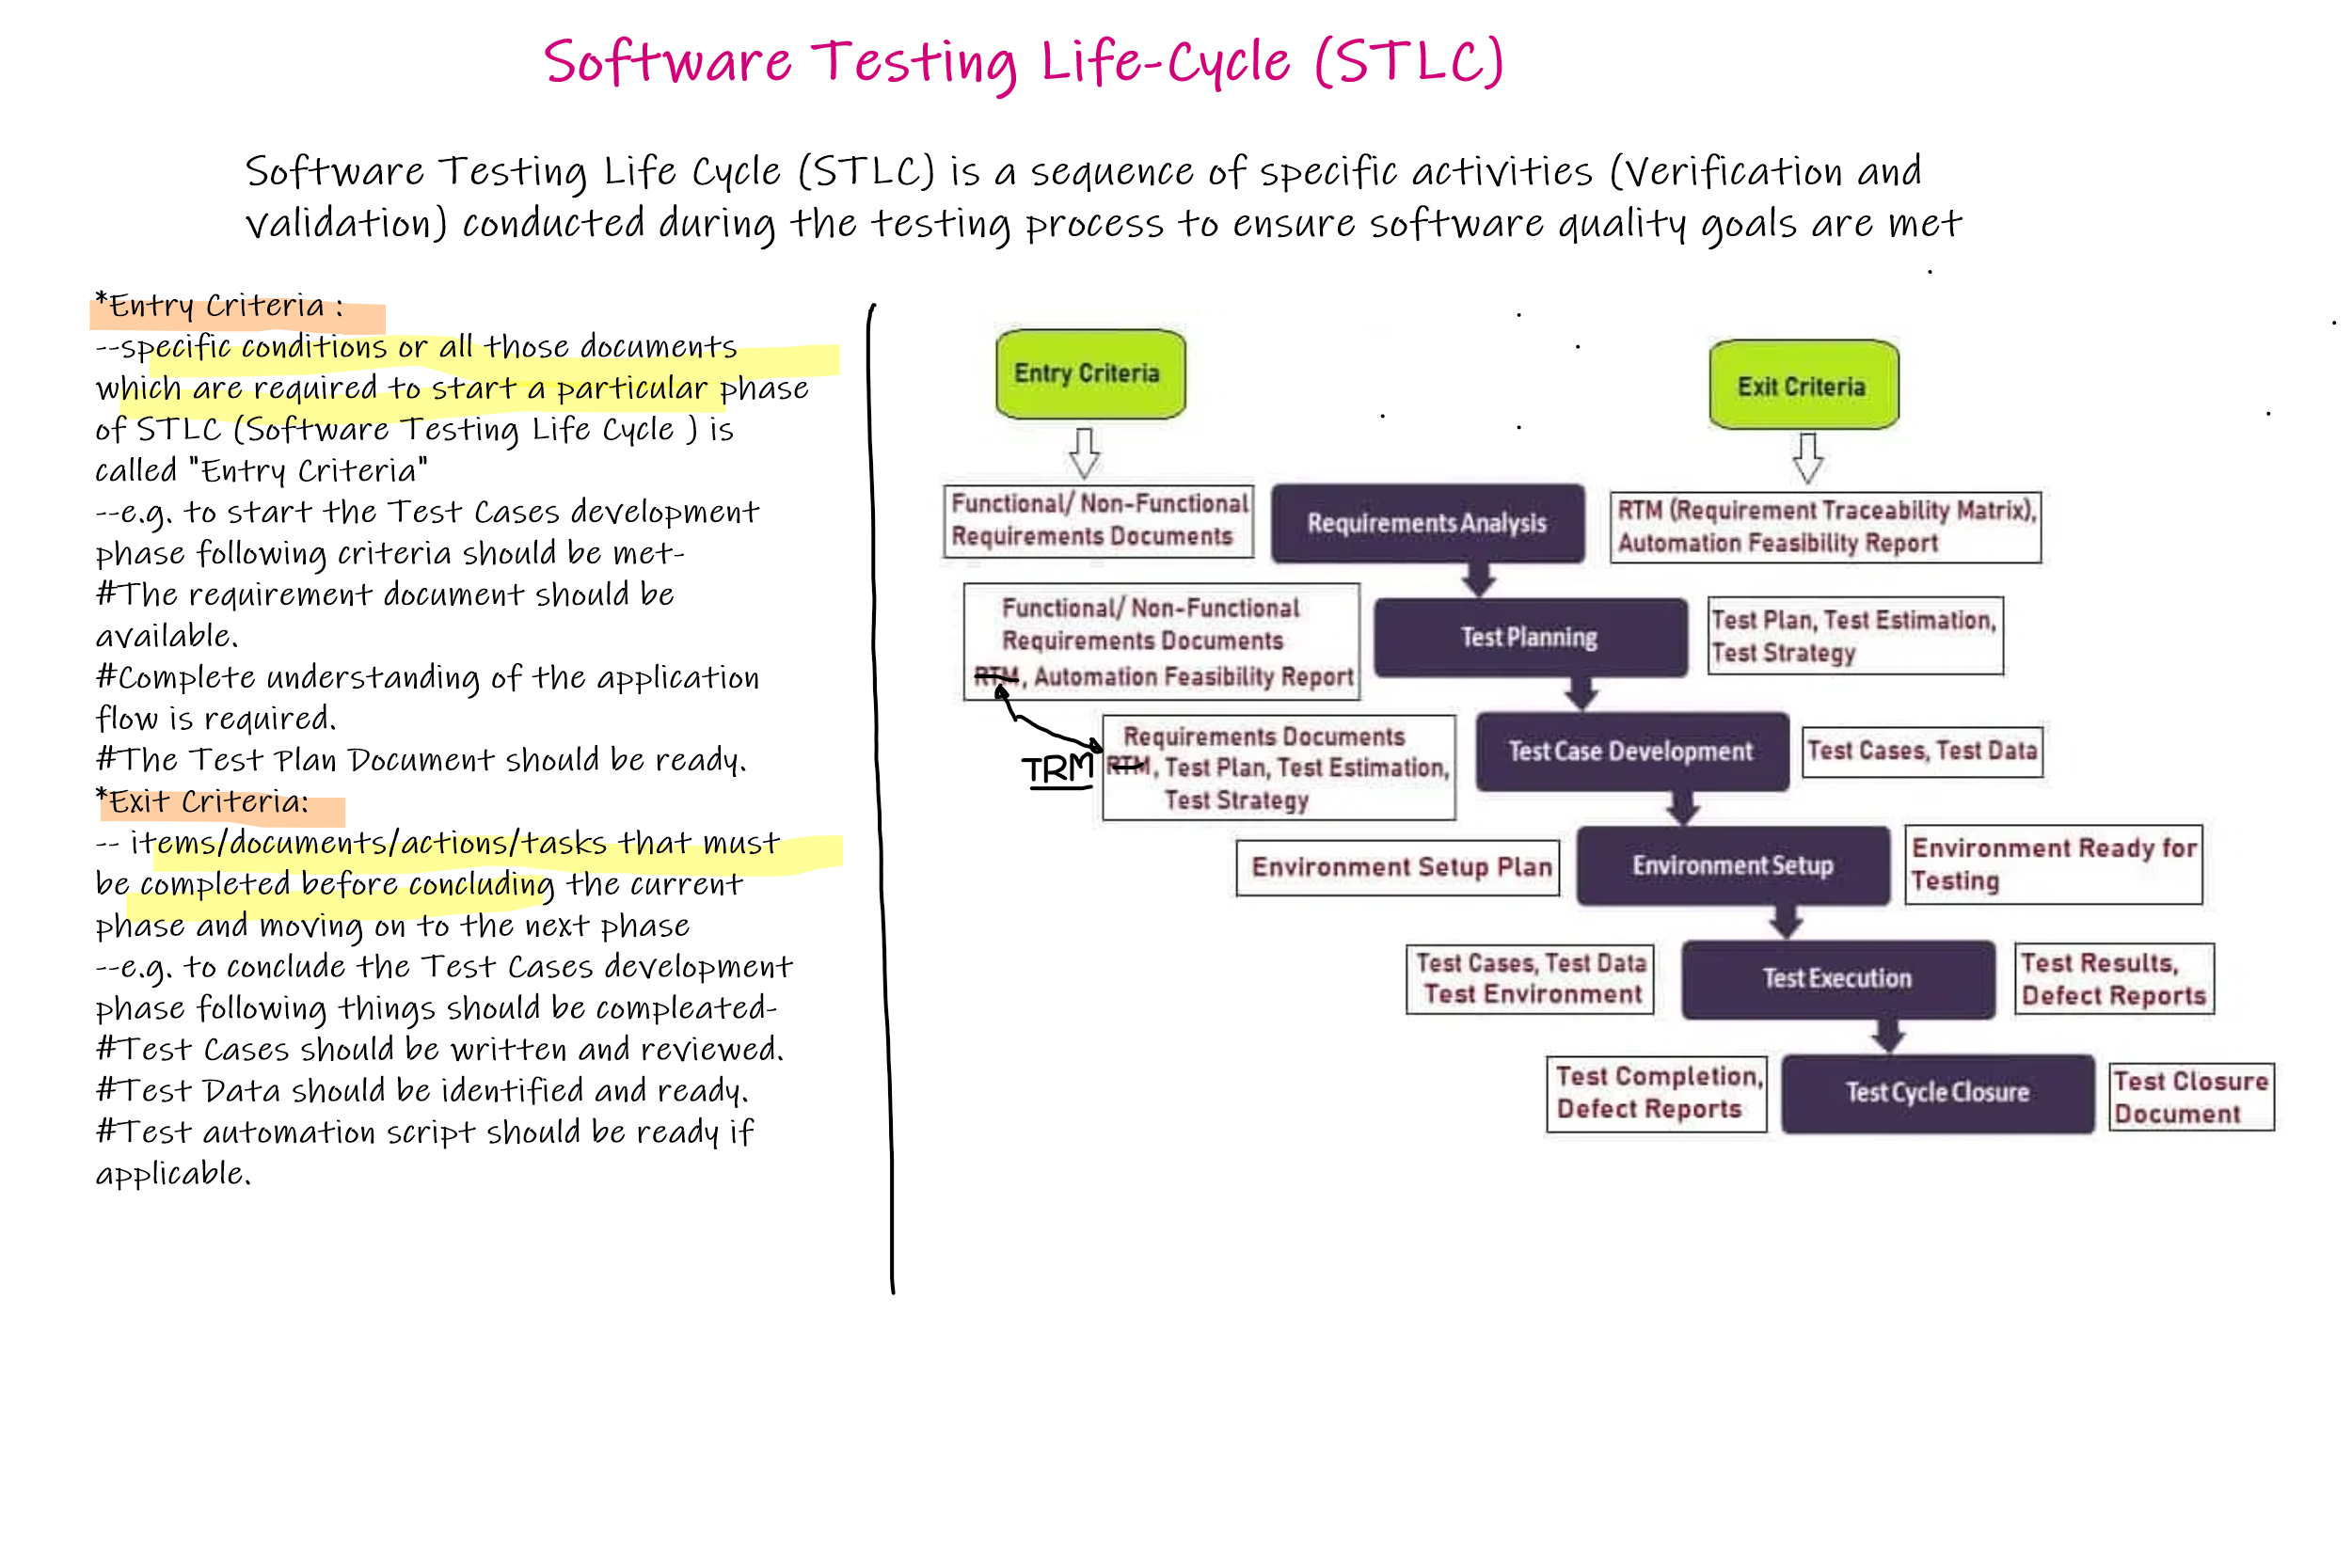 Software Testing Life-Cycle (STLC)
Software Testing Life Cycle (STLC) is a sequence of specific activities (Verification and
validation) conducted during the testing process to ensure software quality goals are met
*Entry Criteria :
--specific conditions or all those documents
which are required to start a particular phase
of STLC (Software Testing Life Cycle ) is
called "Entry Criteria"
--e.g. to start the Test Cases development
phase following criteria should be met-
#The requirement document should be
available.
#Complete understanding of the application
flow is required.
#The Test Plan Document should be ready.
*Exit Criteria:
-- items/documents/actions/tasks that must
be completed before concluding the current
phase and moving on to the next phase
--e.g. to conclude the Test Cases development
phase following things should be compleated-
#Test Cases should be written and reviewed.
#Test Data should be identified and ready.
#Test automation script should be ready if
applicable.
Entry Criteria
Exit Criteria
Functional/ Non-Functional
Requirements Documents
Requirements Analysis
RTM (Requirement Traceability Matrix),
Automation Feasibility Report
Functional/ Non-Functional
Requirements Documents
RTM, Automation Feasibility Report
Test Planning
Test Plan, Test Estimation,
Test Strategy
TRM
Requirements Documents
RTM, Test Plan, Test Estimation,
Test Strategy
Test Case Development
Test Cases, Test Data
Environment Setup Plan
Environment Setup
Environment Ready for
Testing
Test Cases, Test Data
Test Environment
Test Execution
Test Results,
Defect Reports
Test Completion,
Defect Reports
Test Cycle Closure
Test Closure
Document